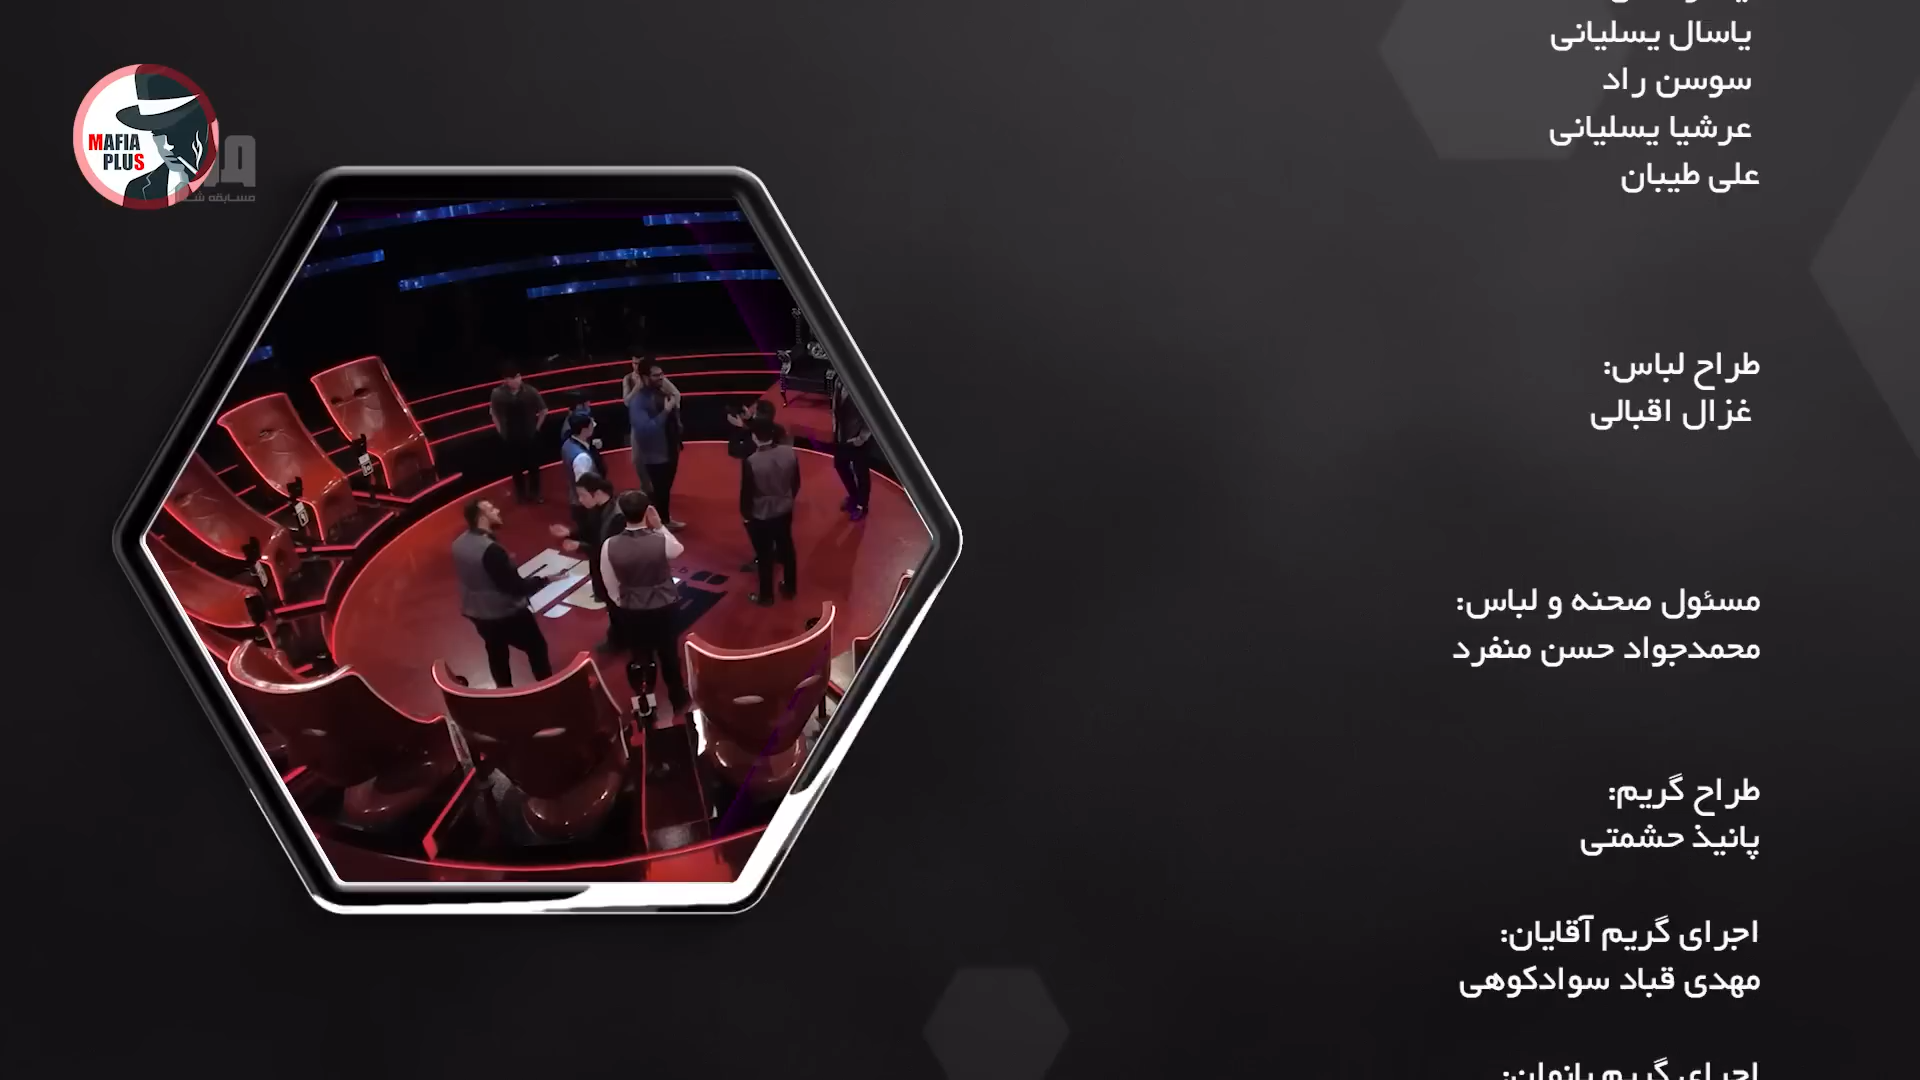 MAFIA
PLUS
یاسال یسلیانی
سوسن راد
عرشیا یسلیانی
علی طیبان
طراح لباس:
غزال اقبالی
مسئول صحنه و لباس:
محمدجواد حسن منفرد
طراح گریم:
پانیذ حشمتی
اجرای گریم آقایان:
مهدی قباد سوادکوهی